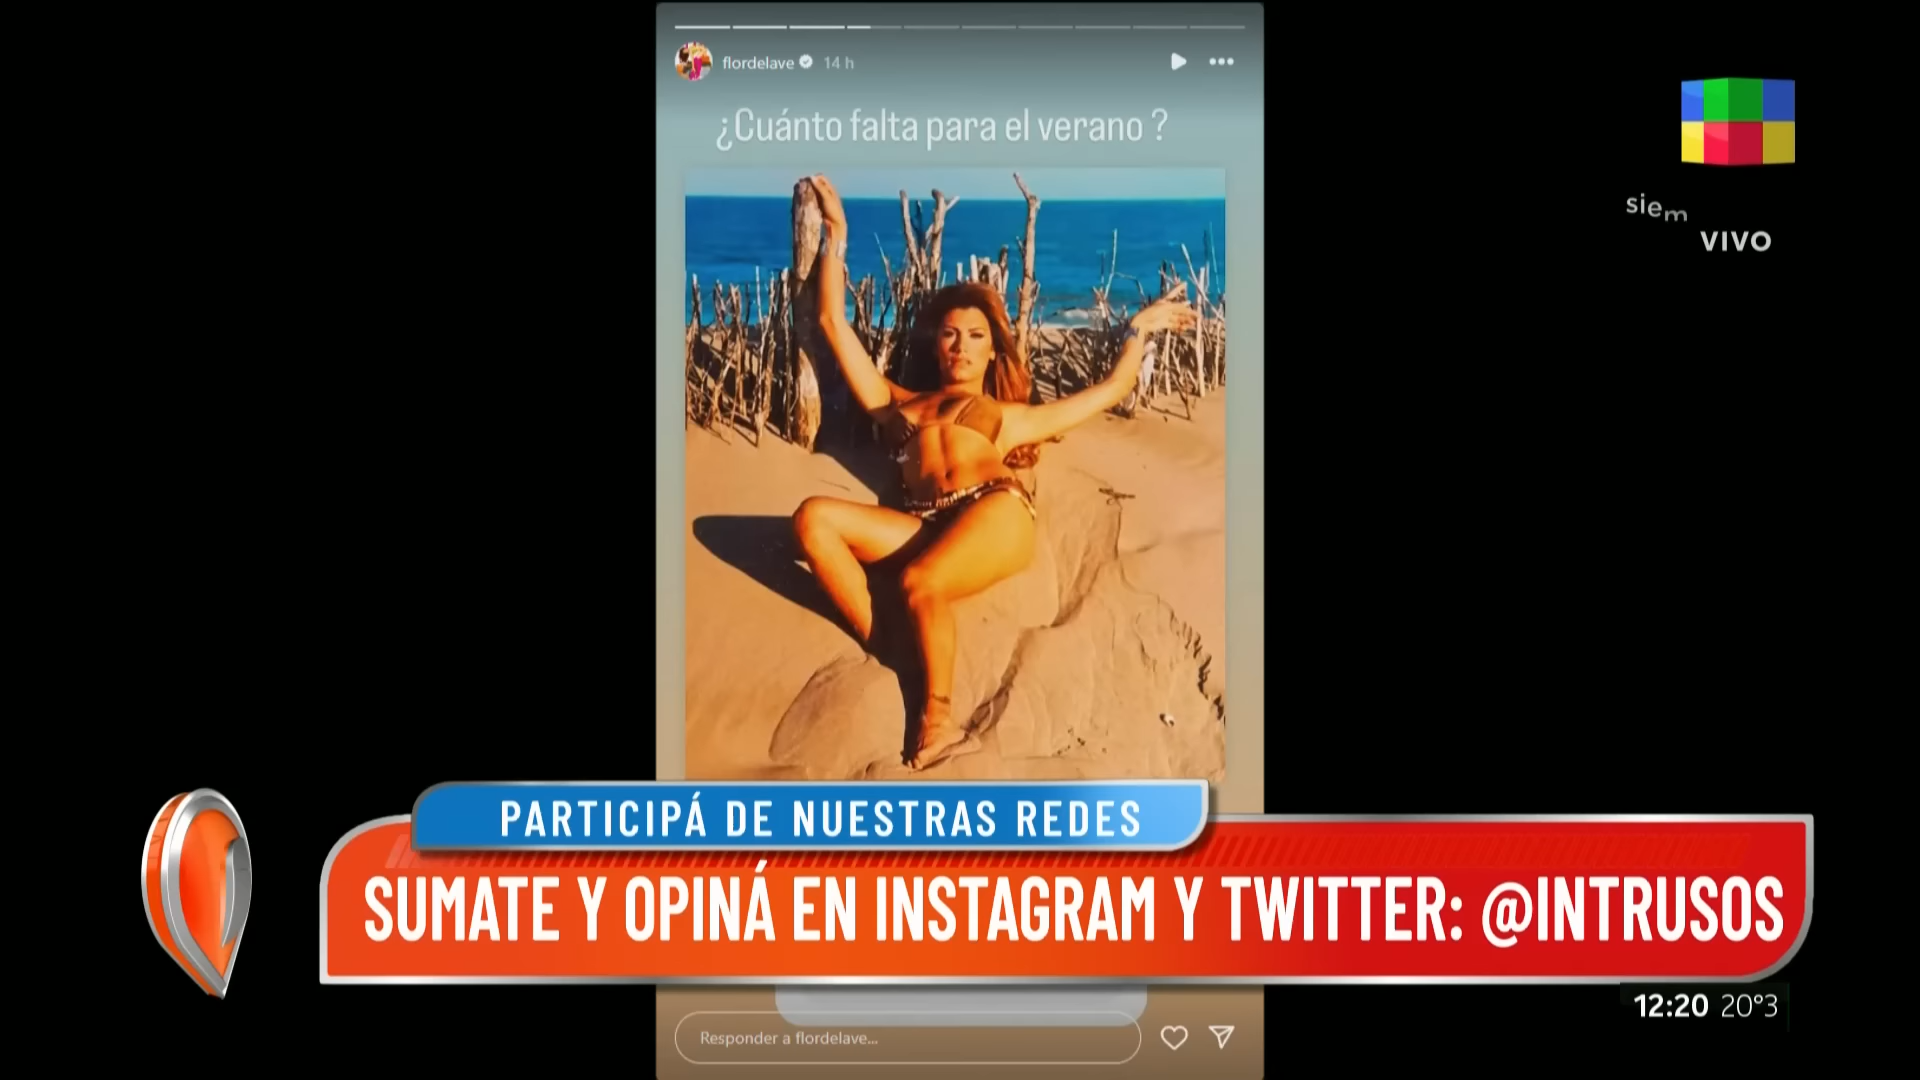 flordelave 14 h
¿Cuánto falta para el verano ?
siem
VIVO
PARTICIPÁ DE NUESTRAS REDES
SUMATE Y OPINÁ EN INSTAGRAM Y TWITTER: @INTRUSOS
12:20 20°3
Responder a flordelave...